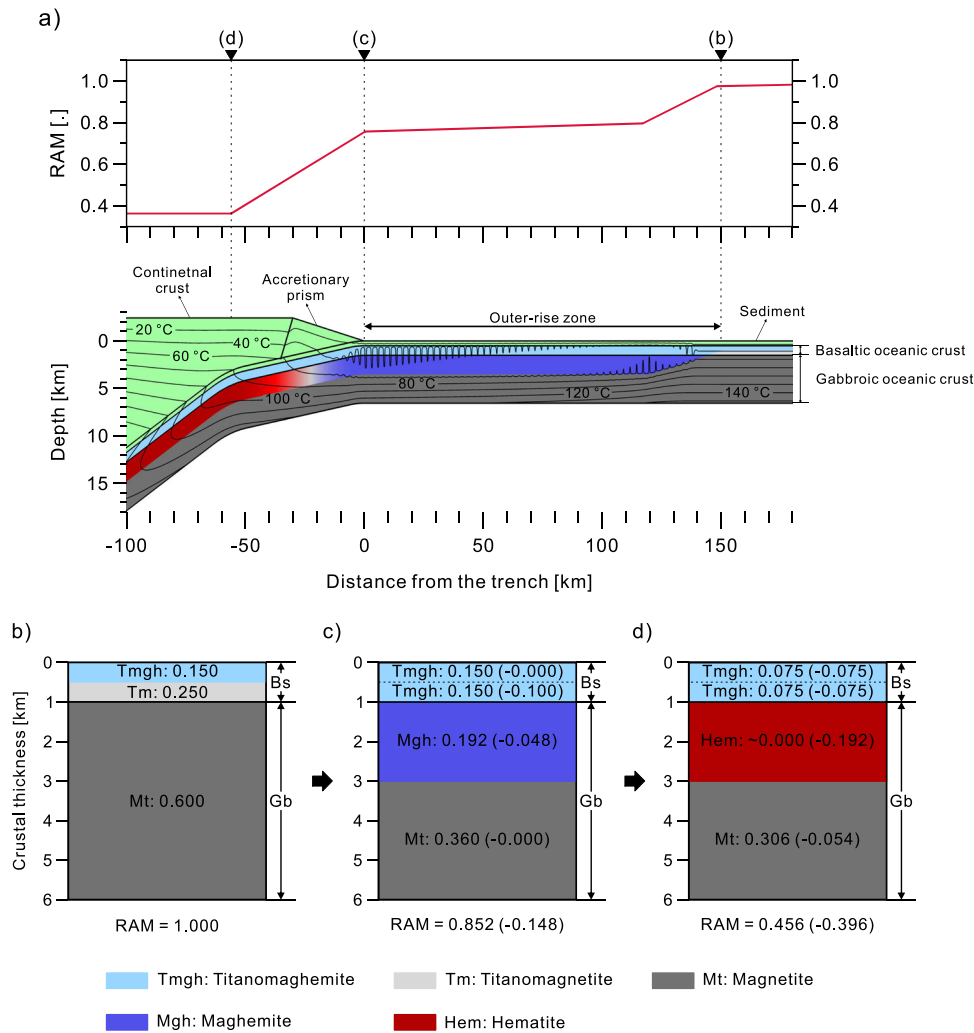 a)
(d) (c) (b)
1.0 1.0
0.8 0.8
0.6 0.6
0.4 0.4
RAM [.]
Continetnal
crust
Accretionary
prism
Outer-rise zone
Sediment
Basaltic oceanic crust
Gabbroic oceanic crust
20 °C
40 °C
60 °C
80 °C
100 °C
120 °C
140 °C
0
5
10
15
Depth [km]
-100 -50 0 50 100 150
Distance from the trench [km]
b) c) d)
Crustal thickness [km]
0
1
2
3
4
5
6
Tmgh: 0.150
Tm: 0.250
Mt: 0.600
Bs
Gb
RAM = 1.000
0
1
2
3
4
5
6
Tmgh: 0.150 (-0.000)
Tmgh: 0.150 (-0.100)
Mgh: 0.192 (-0.048)
Mt: 0.360 (-0.000)
Bs
Gb
RAM = 0.852 (-0.148)
0
1
2
3
4
5
6
Tmgh: 0.075 (-0.075)
Tmgh: 0.075 (-0.075)
Hem: ~0.000 (-0.192)
Mt: 0.306 (-0.054)
Bs
Gb
RAM = 0.456 (-0.396)
Tmgh: Titanomaghemite
Tm: Titanomagnetite
Mt: Magnetite
Mgh: Maghemite
Hem: Hematite